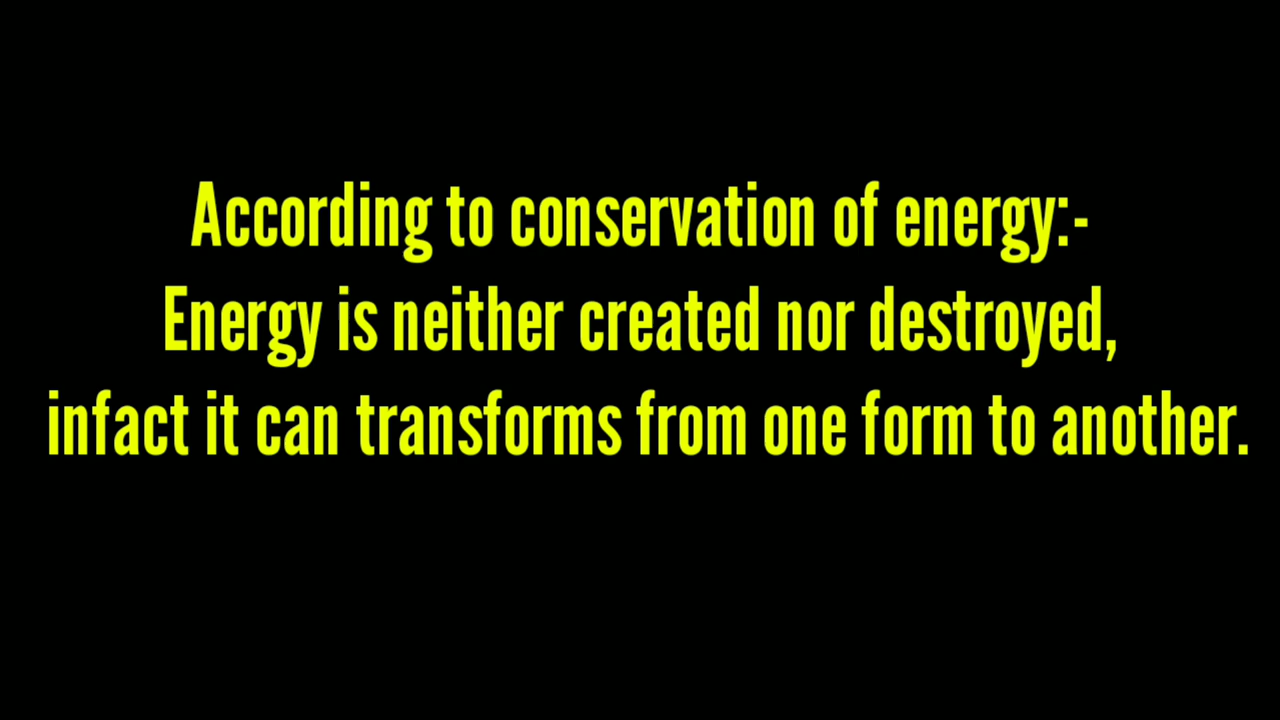 According to conservation of energy:-
Energy is neither created nor destroyed,
infact it can transforms from one form to another.